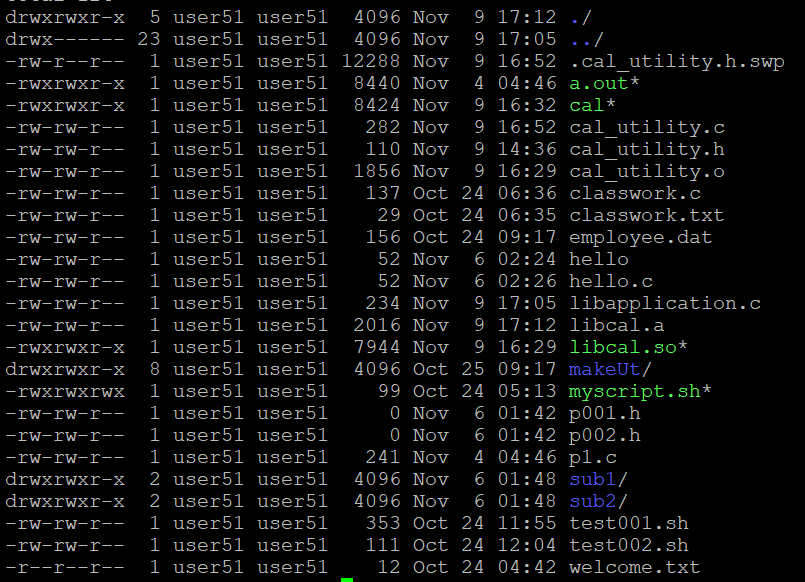 drwxrwxr-x  5 user51 user51  4096 Nov  9 17:12 ./
drwx------ 23 user51 user51  4096 Nov  9 17:05 ../
-rw-r--r--  1 user51 user51 12288 Nov  9 16:52 .cal_utility.h.swp
-rwxrwxr-x  1 user51 user51  8440 Nov  4 04:46 a.out*
-rwxrwxr-x  1 user51 user51  8424 Nov  9 16:32 cal*
-rw-rw-r--  1 user51 user51   282 Nov  9 16:52 cal_utility.c
-rw-rw-r--  1 user51 user51   110 Nov  9 14:36 cal_utility.h
-rw-rw-r--  1 user51 user51  1856 Nov  9 16:29 cal_utility.o
-rw-rw-r--  1 user51 user51   137 Oct 24 06:36 classwork.c
-rw-rw-r--  1 user51 user51    29 Oct 24 06:35 classwork.txt
-rw-rw-r--  1 user51 user51   156 Oct 24 09:17 employee.dat
-rw-rw-r--  1 user51 user51    52 Nov  6 02:24 hello
-rw-rw-r--  1 user51 user51    52 Nov  6 02:26 hello.c
-rw-rw-r--  1 user51 user51   234 Nov  9 17:05 libapplication.c
-rw-rw-r--  1 user51 user51  2016 Nov  9 17:12 libcal.a
-rwxrwxr-x  1 user51 user51  7944 Nov  9 16:29 libcal.so*
drwxrwxr-x  8 user51 user51  4096 Oct 25 09:17 makeUt/
-rwxrwxrwx  1 user51 user51    99 Oct 24 05:13 myscript.sh*
-rw-rw-r--  1 user51 user51     0 Nov  6 01:42 p001.h
-rw-rw-r--  1 user51 user51     0 Nov  6 01:42 p002.h
-rw-rw-r--  1 user51 user51   241 Nov  4 04:46 p1.c
drwxrwxr-x  2 user51 user51  4096 Nov  6 01:48 sub1/
drwxrwxr-x  2 user51 user51  4096 Nov  6 01:48 sub2/
-rw-rw-r--  1 user51 user51   353 Oct 24 11:55 test001.sh
-rw-rw-r--  1 user51 user51   111 Oct 24 12:04 test002.sh
-r--r--r--  1 user51 user51    12 Oct 24 04:42 welcome.txt